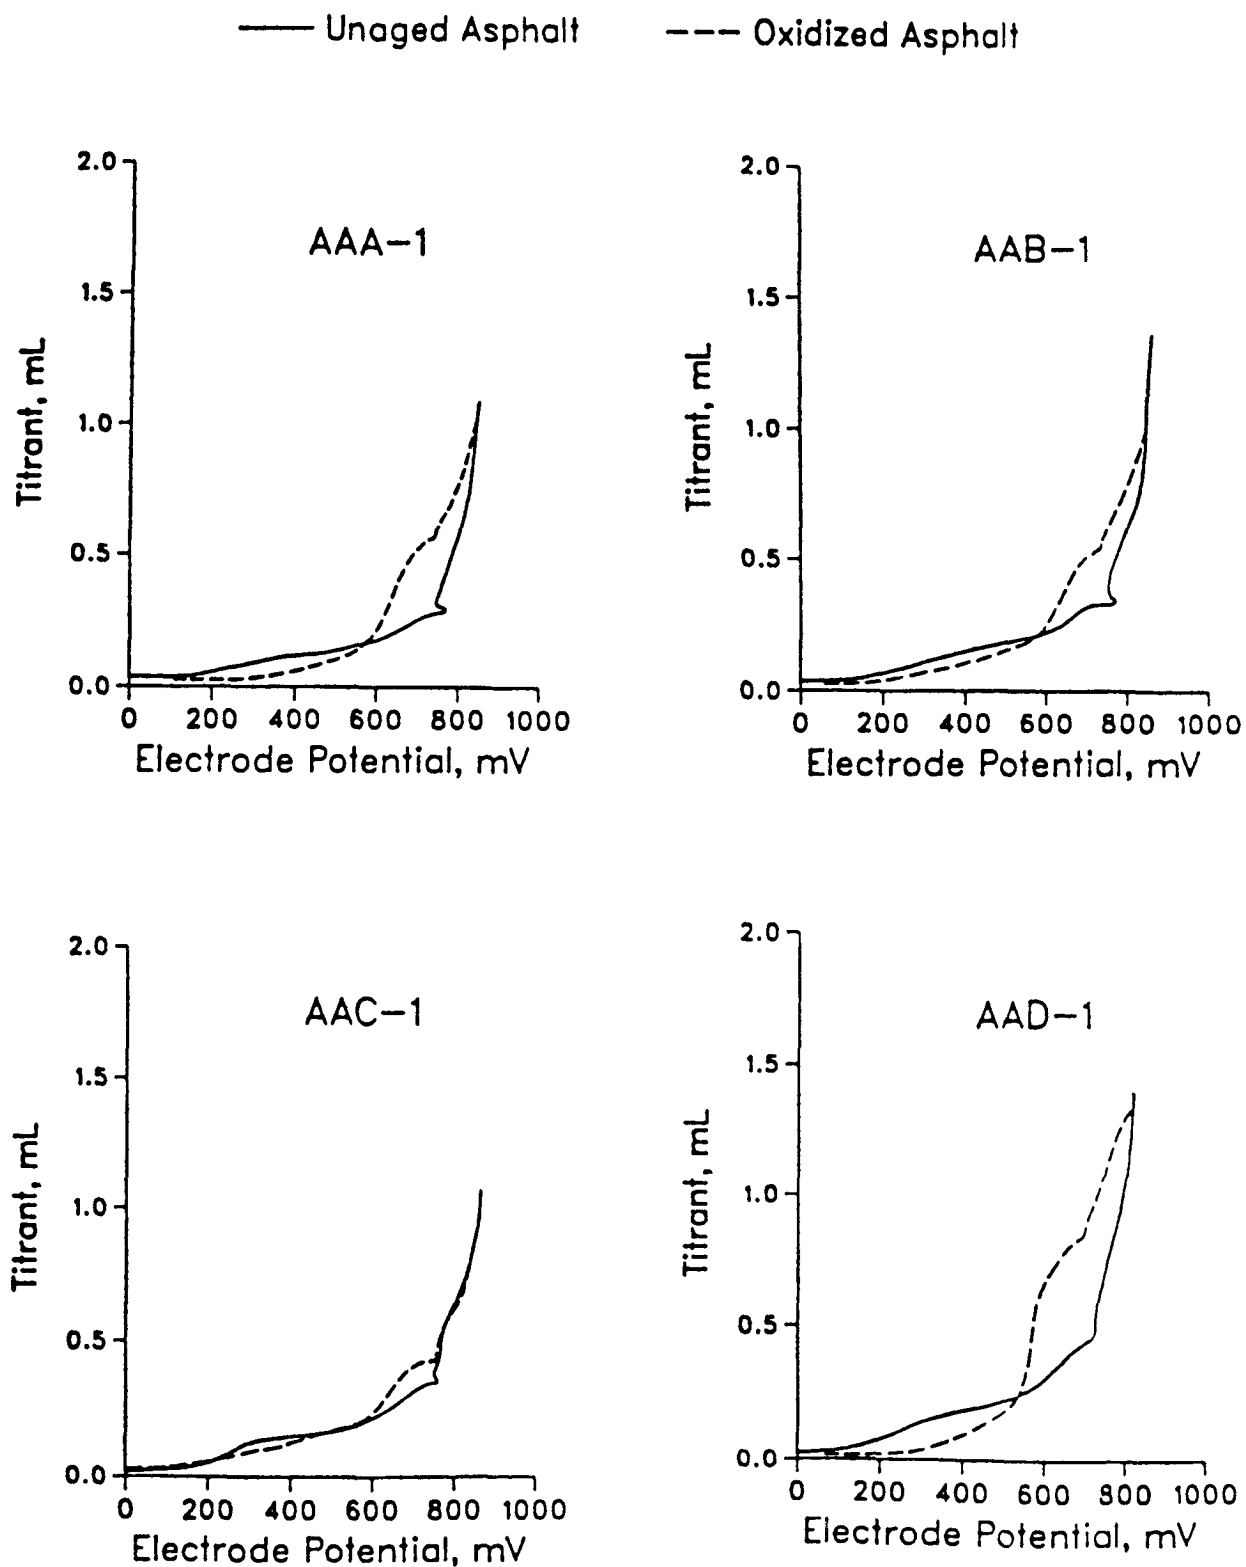 Unaged Asphalt
Oxidized Asphalt
AAA-1
Titrant, mL
2.0
1.5
1.0
0.5
0.0
0 200 400 600 800 1000
Electrode Potential, mV
AAB-1
Titrant, mL
2.0
1.5
1.0
0.5
0.0
0 200 400 600 800 1000
Electrode Potential, mV
AAC-1
Titrant, mL
2.0
1.5
1.0
0.5
0.0
0 200 400 600 800 1000
Electrode Potential, mV
AAD-1
Titrant, mL
2.0
1.5
1.0
0.5
0.0
0 200 400 600 800 1000
Electrode Potential, mV